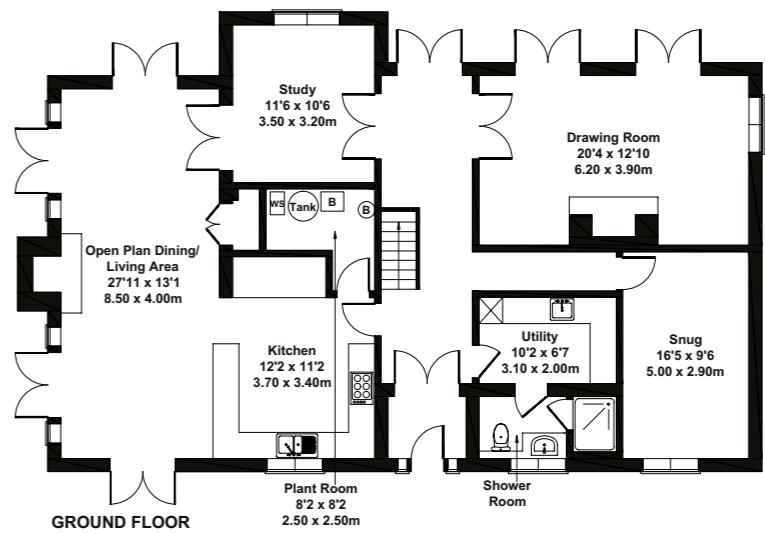 Study
11'6 x 10'6
3.50 x 3.20m
Drawing Room
20'4 x 12'10
6.20 x 3.90m
WS
Tank
B
B
Open Plan Dining/
Living Area
27'11 x 13'1
8.50 x 4.00m
Kitchen
12'2 x 11'2
3.70 x 3.40m
Utility
10'2 x 6'7
3.10 x 2.00m
Snug
16'5 x 9'6
5.00 x 2.90m
Plant Room
8'2 x 8'2
2.50 x 2.50m
Shower
Room
GROUND FLOOR